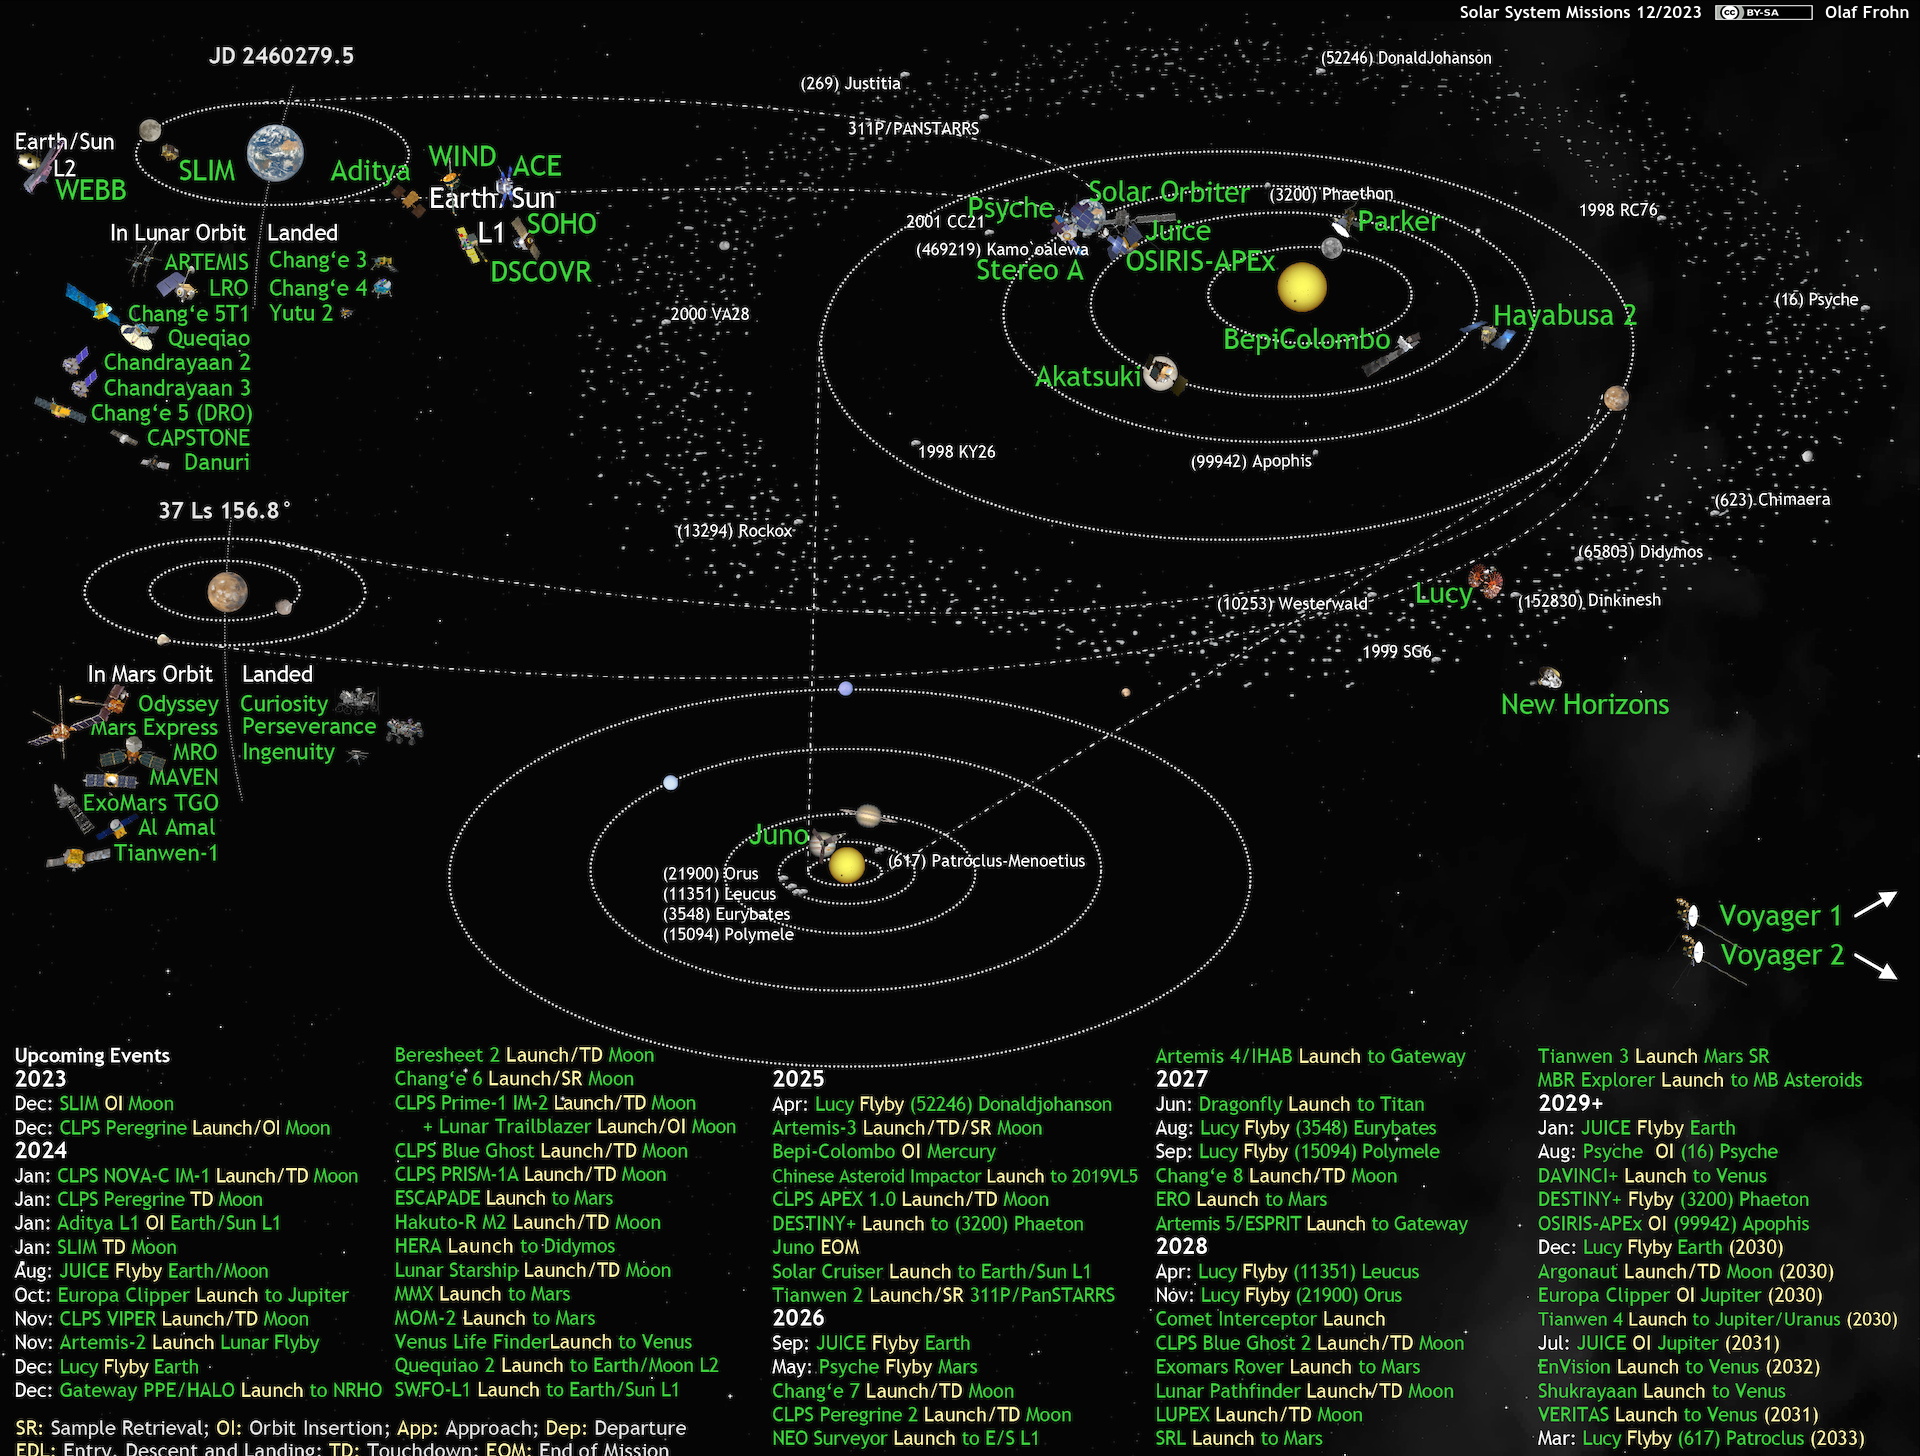 Solar System Missions 12/2023 cc BY-SA Olaf Frohn
JD 2460279.5
(52246) DonaldJohanson
(269) Justitia
311P/PANSTARRS
Earth/Sun
L2
WEBB
SLIM
Aditya
WIND
ACE
Earth/Sun
L1
SOHO
DSCOVR
Psyche
Solar Orbiter
(3200) Phaethon
Parker
1998 RC76
2001 CC21
Juice
(469219) Kamo oalewa
Stereo A
OSIRIS-APEx
In Lunar Orbit
ARTEMIS
LRO
Chang‘e 5T1
Queqiao
Chandrayaan 2
Chandrayaan 3
Chang‘e 5 (DRO)
CAPSTONE
Danuri
Landed
Chang‘e 3
Chang‘e 4
Yutu 2
2000 VA28
(16) Psyche
Hayabusa 2
BepiColombo
Akatsuki
1998 KY26
(99942) Apophis
(623) Chimaera
37 Ls 156.8°
(13294) Rockox
(65803) Didymos
Lucy
(10253) Westerwald
(152830) Dinkinesh
1999 SG6
New Horizons
In Mars Orbit
Odyssey
Mars Express
MRO
MAVEN
ExoMars TGO
Al Amal
Tianwen-1
Landed
Curiosity
Perseverance
Ingenuity
Juno
(617) Patroclus-Menoetius
(21900) Orus
(11351) Leucus
(3548) Eurybates
(15094) Polymele
Voyager 1
Voyager 2
Upcoming Events
2023
Dec: SLIM OI Moon
Dec: CLPS Peregrine Launch/OI Moon
2024
Jan: CLPS NOVA-C IM-1 Launch/TD Moon
Jan: CLPS Peregrine TD Moon
Jan: Aditya L1 OI Earth/Sun L1
Jan: SLIM TD Moon
Aug: JUICE Flyby Earth/Moon
Oct: Europa Clipper Launch to Jupiter
Nov: CLPS VIPER Launch/TD Moon
Nov: Artemis-2 Launch Lunar Flyby
Dec: Lucy Flyby Earth
Dec: Gateway PPE/HALO Launch to NRHO
Beresheet 2 Launch/TD Moon
Chang‘e 6 Launch/SR Moon
CLPS Prime-1 IM-2 Launch/TD Moon
+ Lunar Trailblazer Launch/OI Moon
CLPS Blue Ghost Launch/TD Moon
CLPS PRISM-1A Launch/TD Moon
ESCAPADE Launch to Mars
Hakuto-R M2 Launch/TD Moon
HERA Launch to Didymos
Lunar Starship Launch/TD Moon
MMX Launch to Mars
MOM-2 Launch to Mars
Venus Life FinderLaunch to Venus
Quequiao 2 Launch to Earth/Moon L2
SWFO-L1 Launch to Earth/Sun L1
2025
Apr: Lucy Flyby (52246) Donaldjohanson
Artemis-3 Launch/TD/SR Moon
Bepi-Colombo OI Mercury
Chinese Asteroid Impactor Launch to 2019VL5
CLPS APEX 1.0 Launch/TD Moon
DESTINY+ Launch to (3200) Phaeton
Juno EOM
Solar Cruiser Launch to Earth/Sun L1
Tianwen 2 Launch/SR 311P/PanSTARRS
2026
Sep: JUICE Flyby Earth
May: Psyche Flyby Mars
Chang‘e 7 Launch/TD Moon
CLPS Peregrine 2 Launch/TD Moon
NEO Surveyor Launch to E/S L1
Artemis 4/IHAB Launch to Gateway
2027
Jun: Dragonfly Launch to Titan
Aug: Lucy Flyby (3548) Eurybates
Sep: Lucy Flyby (15094) Polymele
Chang‘e 8 Launch/TD Moon
ERO Launch to Mars
Artemis 5/ESPRIT Launch to Gateway
2028
Apr: Lucy Flyby (11351) Leucus
Nov: Lucy Flyby (21900) Orus
Comet Interceptor Launch
CLPS Blue Ghost 2 Launch/TD Moon
Exomars Rover Launch to Mars
Lunar Pathfinder Launch/TD Moon
LUPEX Launch/TD Moon
SRL Launch to Mars
Tianwen 3 Launch Mars SR
MBR Explorer Launch to MB Asteroids
2029+
Jan: JUICE Flyby Earth
Aug: Psyche OI (16) Psyche
DAVINCI+ Launch to Venus
DESTINY+ Flyby (3200) Phaeton
OSIRIS-APEx OI (99942) Apophis
Dec: Lucy Flyby Earth (2030)
Argonaut Launch/TD Moon (2030)
Europa Clipper OI Jupiter (2030)
Tianwen 4 Launch to Jupiter/Uranus (2030)
Jul: JUICE OI Jupiter (2031)
EnVision Launch to Venus (2032)
Shukrayaan Launch to Venus
VERITAS Launch to Venus (2031)
Mar: Lucy Flyby (617) Patroclus (2033)
SR: Sample Retrieval; OI: Orbit Insertion; App: Approach; Dep: Departure
EDL: Entry, Descent and Landing; TD: Touchdown; EOM: End of Mission